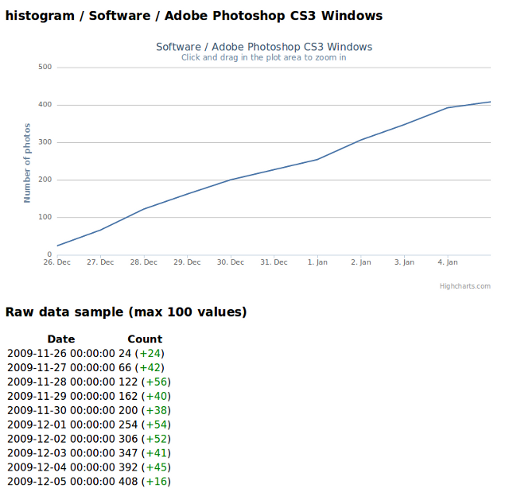 histogram / Software / Adobe Photoshop CS3 Windows
Software / Adobe Photoshop CS3 Windows
Click and drag in the plot area to zoom in
Number of photos
500
400
300
200
100
0
26. Dec 27. Dec 28. Dec 29. Dec 30. Dec 31. Dec 1. Jan 2. Jan 3. Jan 4. Jan
Highcharts.com
Raw data sample (max 100 values)
Date Count
2009-11-26 00:00:00 24 (+24)
2009-11-27 00:00:00 66 (+42)
2009-11-28 00:00:00 122 (+56)
2009-11-29 00:00:00 162 (+40)
2009-11-30 00:00:00 200 (+38)
2009-12-01 00:00:00 254 (+54)
2009-12-02 00:00:00 306 (+52)
2009-12-03 00:00:00 347 (+41)
2009-12-04 00:00:00 392 (+45)
2009-12-05 00:00:00 408 (+16)